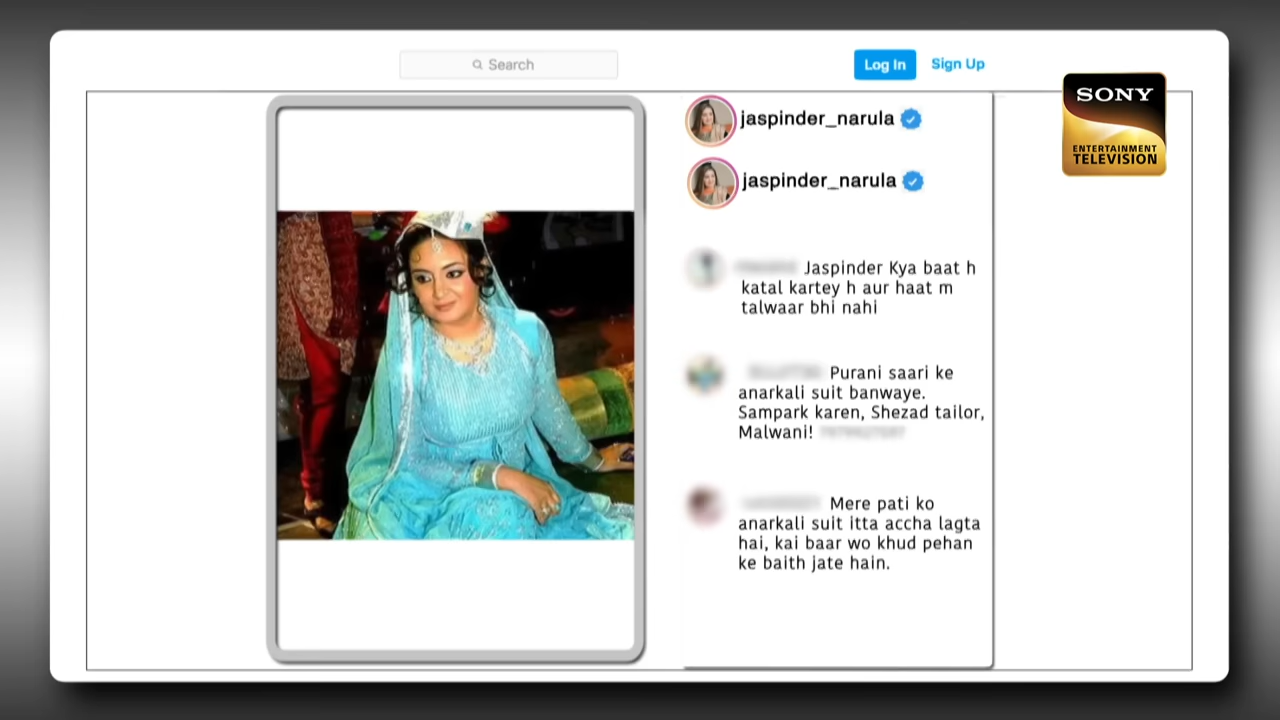 Search
Log In
Sign Up
SONY
ENTERTAINMENT
TELEVISION
jaspinder_narula
jaspinder_narula
Jaspinder Kya baat h
katal kartey h aur haat m
talwaar bhi nahi
Purani saari ke
anarkali suit banwaye.
Sampark karen, Shezad tailor,
Malwani!
Mere pati ko
anarkali suit itta accha lagta
hai, kai baar wo khud pehan
ke baith jate hain.